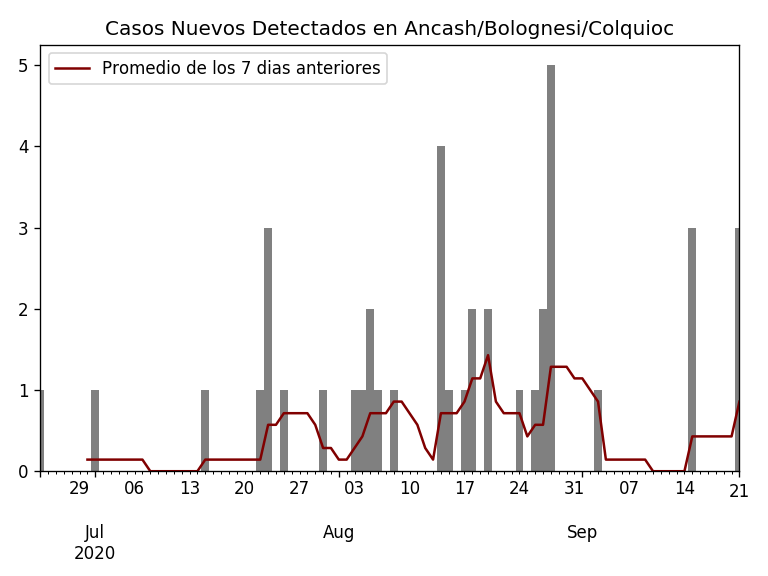 Casos Nuevos Detectados en Ancash/Bolognesi/Colquioc
Promedio de los 7 dias anteriores
5
4
3
2
1
0
29 06 13 20 27 03 10 17 24 31 07 14 21
Jul Aug Sep
2020